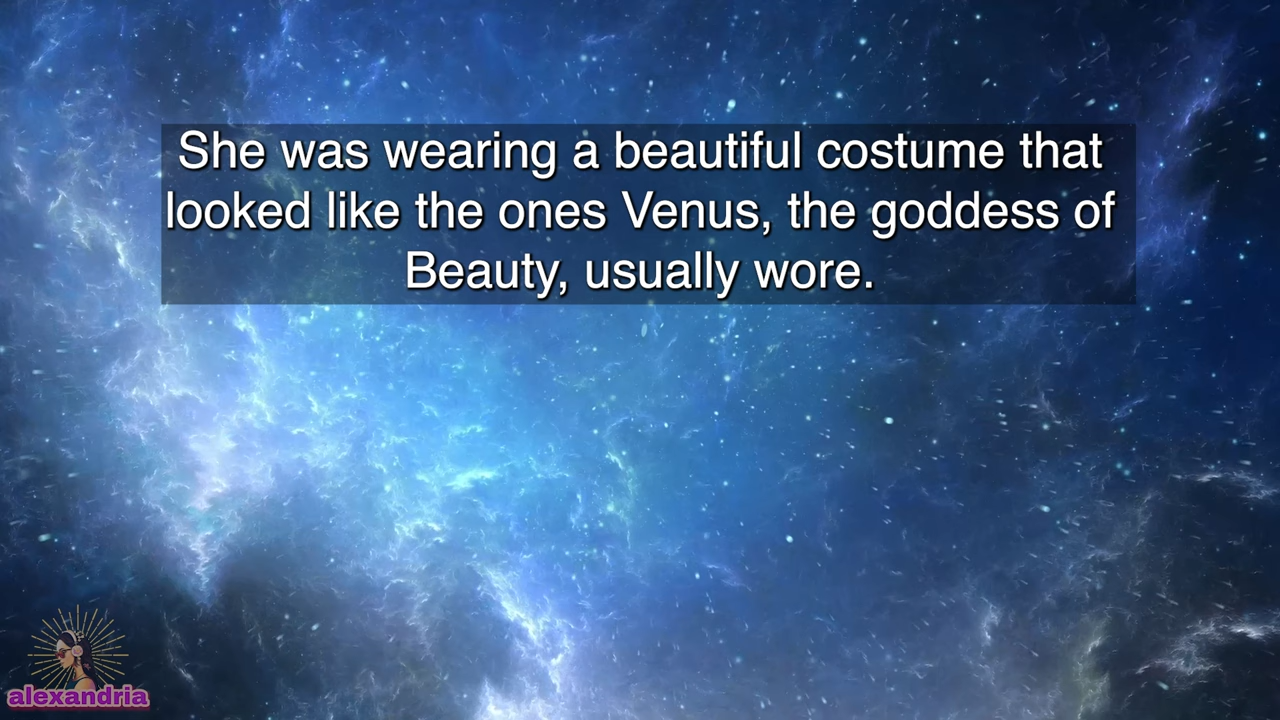 She was wearing a beautiful costume that
looked like the ones Venus, the goddess of
Beauty, usually wore.
alexandria